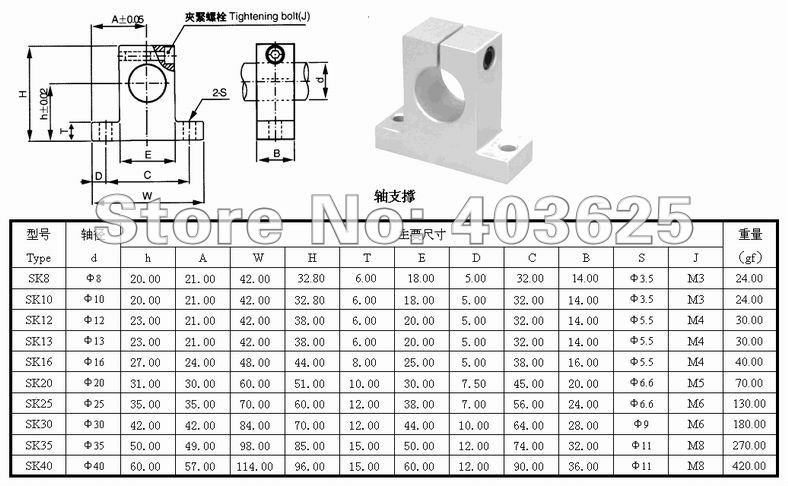 A±0.05
夾緊螺栓 Tightening bolt(J)
H
h±0.02
T
d
2-S
E
B
D
C
W
轴支撑
Store No: 403625
型号 轴径 主要尺寸 重量
Type d h A W H T E D C B S J (gf)
SK8 Φ8 20.00 21.00 42.00 32.80 6.00 18.00 5.00 32.00 14.00 Φ3.5 M3 24.00
SK10 Φ10 20.00 21.00 42.00 32.80 6.00 18.00 5.00 32.00 14.00 Φ3.5 M3 24.00
SK12 Φ12 23.00 21.00 42.00 38.00 6.00 20.00 5.00 32.00 14.00 Φ5.5 M4 30.00
SK13 Φ13 23.00 21.00 42.00 38.00 6.00 20.00 5.00 32.00 14.00 Φ5.5 M4 30.00
SK16 Φ16 27.00 24.00 48.00 44.00 8.00 25.00 5.00 38.00 16.00 Φ5.5 M4 40.00
SK20 Φ20 31.00 30.00 60.00 51.00 10.00 30.00 7.50 45.00 20.00 Φ6.6 M5 70.00
SK25 Φ25 35.00 35.00 70.00 60.00 12.00 38.00 7.00 56.00 24.00 Φ6.6 M6 130.00
SK30 Φ30 42.00 42.00 84.00 70.00 12.00 44.00 10.00 64.00 28.00 Φ9 M6 180.00
SK35 Φ35 50.00 49.00 98.00 85.00 15.00 50.00 12.00 74.00 32.00 Φ11 M8 270.00
SK40 Φ40 60.00 57.00 114.00 96.00 15.00 60.00 12.00 90.00 36.00 Φ11 M8 420.00